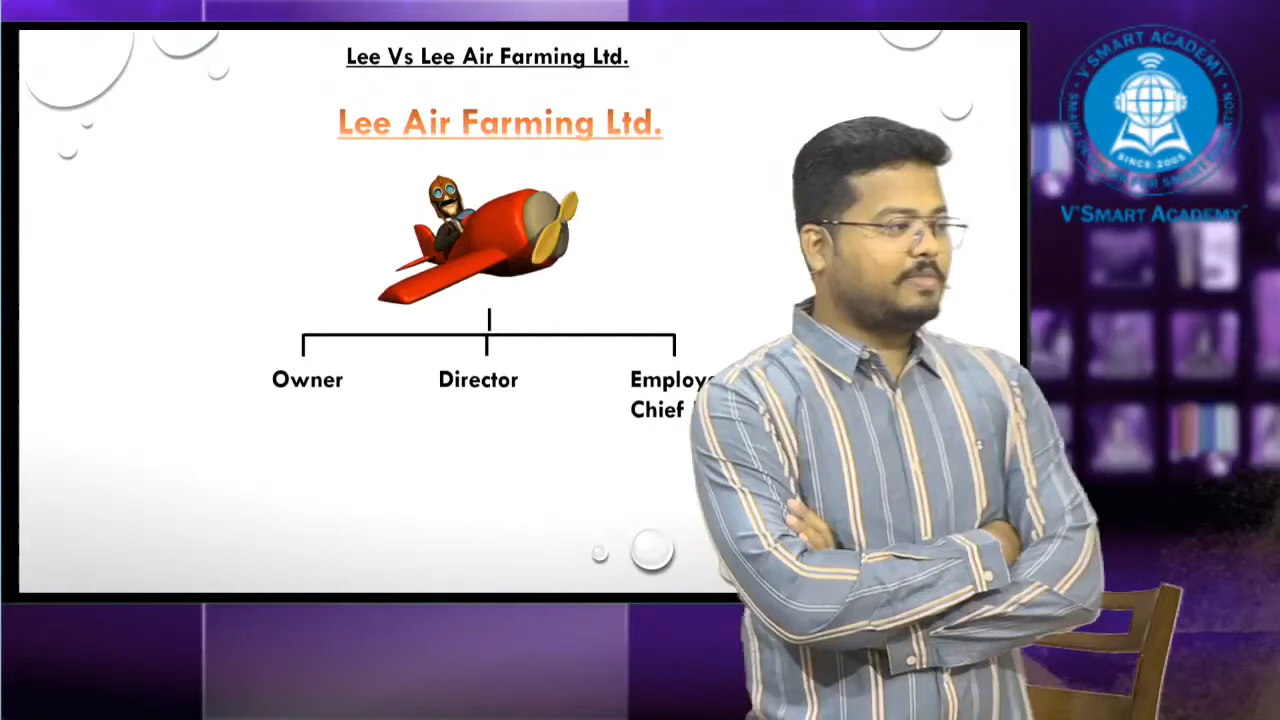 Lee Vs Lee Air Farming Ltd.
Lee Air Farming Ltd.
Owner
Director
Chief
V'SMART ACADEMY
SINCE-2005
V'SMART ACADEMY